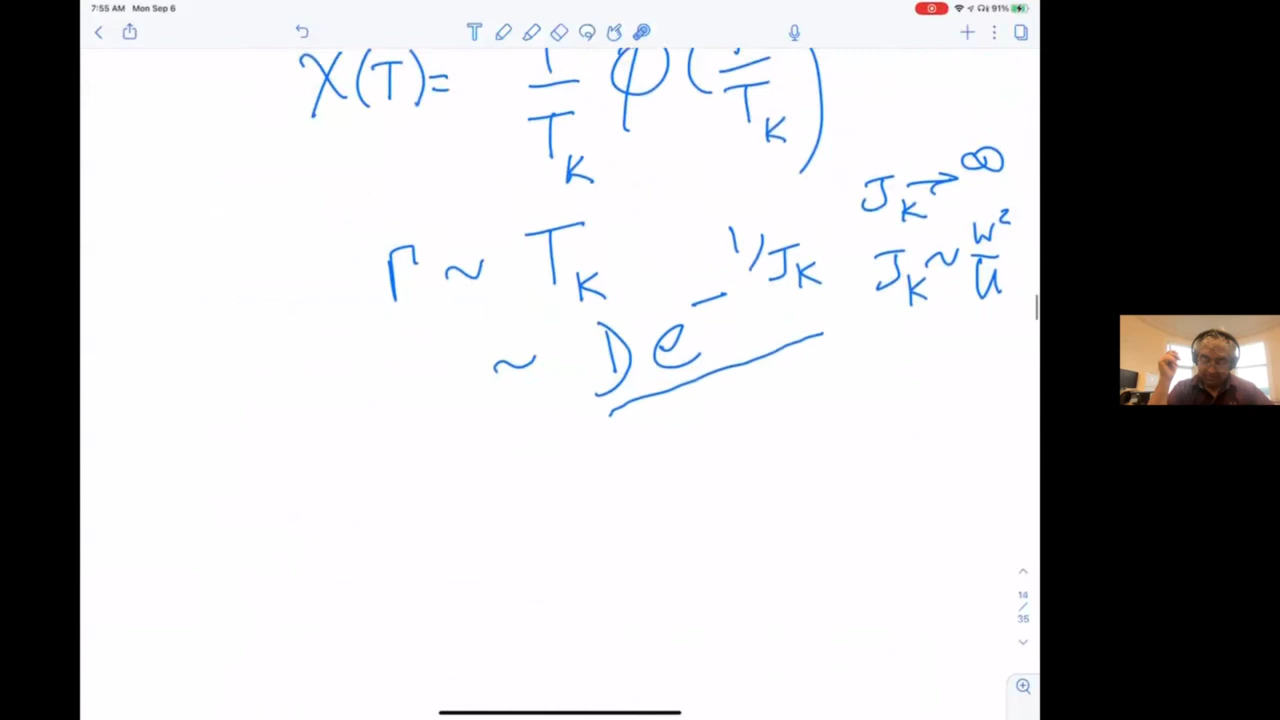 7:55 AM Mon Sep 6
91%
χ(T) = 1/T_K φ(T/T_K)
J_K → ∞
Γ ~ T_K
J_K ~ W²/U
~ D e^{-1/J_K}
14
/
35